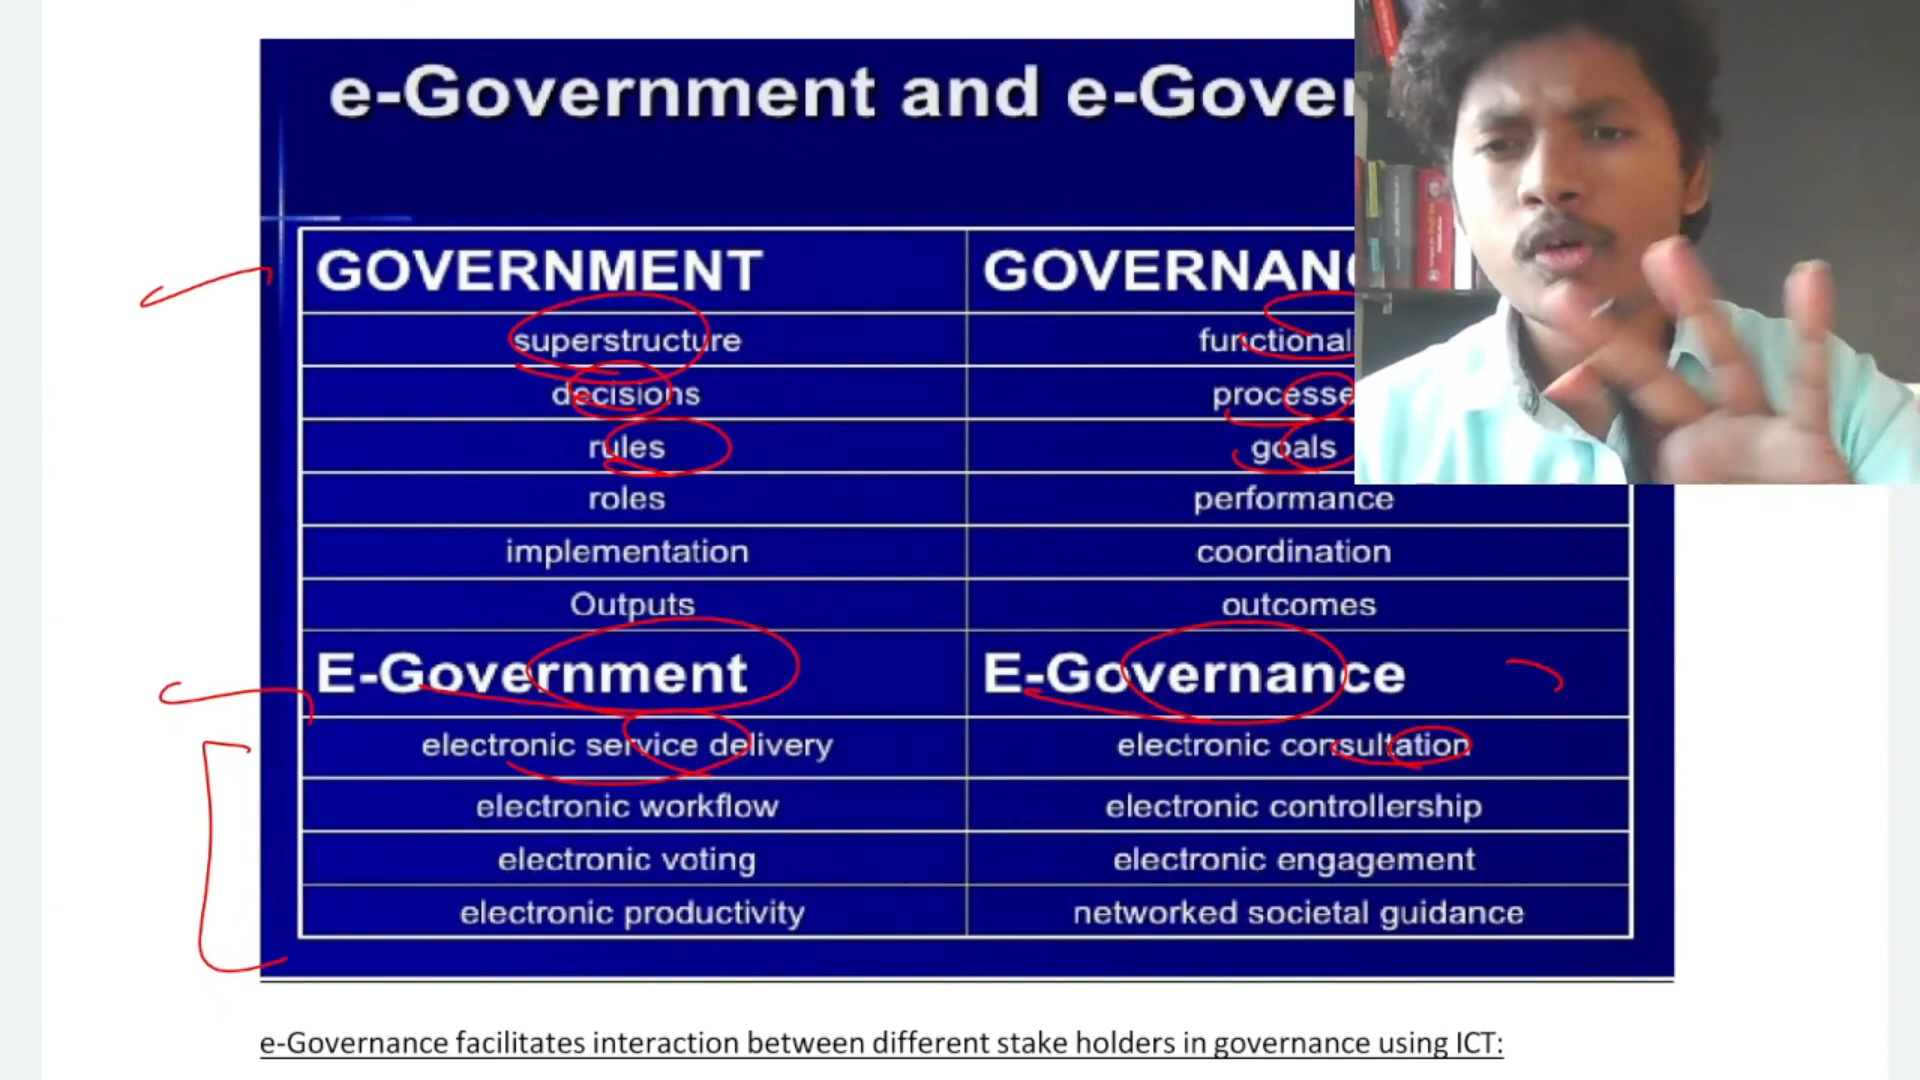 e-Government and e-Gover
GOVERNMENT GOVERNANC
superstructure functional
decisions processe
rules goals
roles performance
implementation coordination
Outputs outcomes
E-Government E-Governance
electronic service delivery electronic consultation
electronic workflow electronic controllership
electronic voting electronic engagement
electronic productivity networked societal guidance
e-Governance facilitates interaction between different stake holders in governance using ICT: